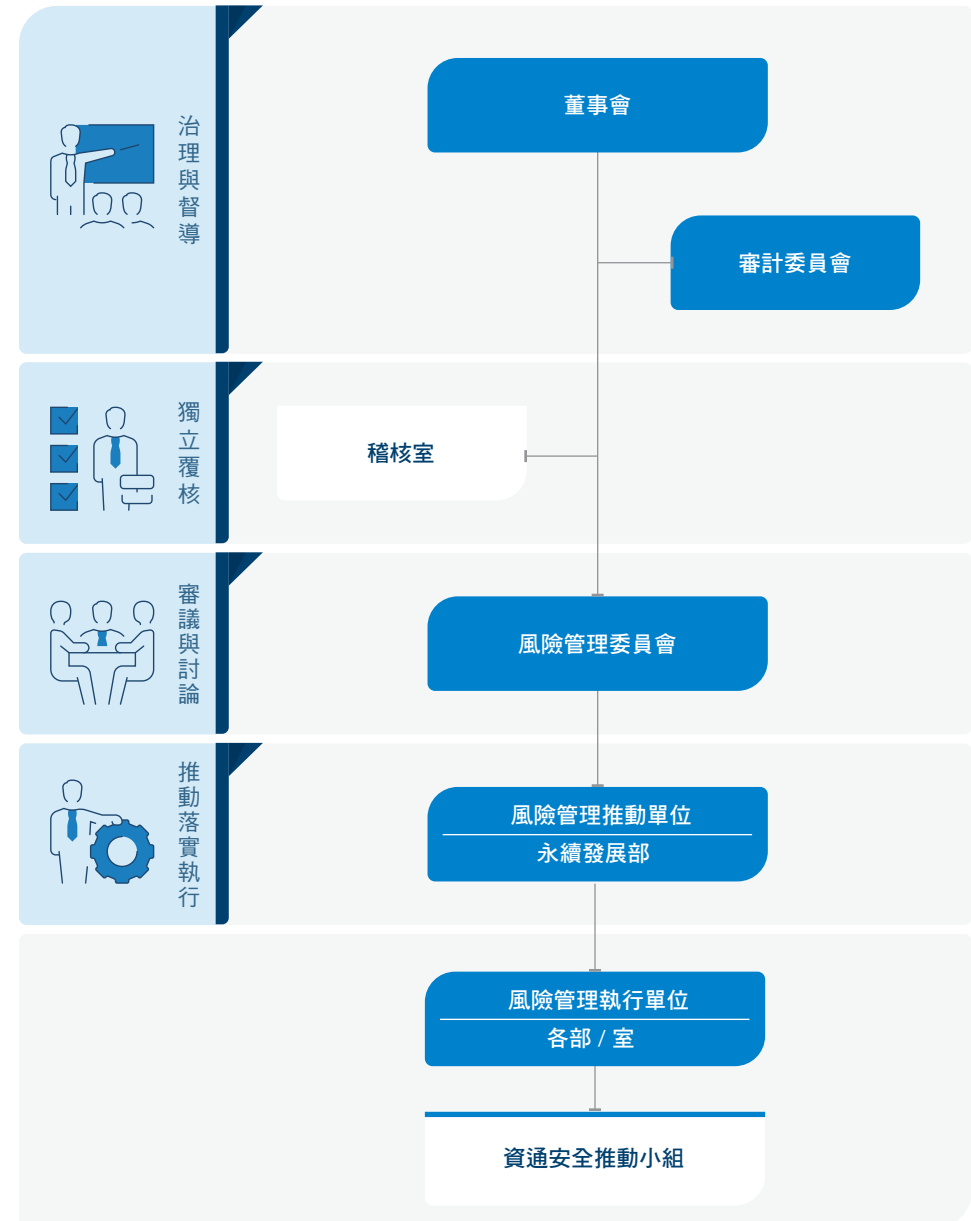 治理與督導
董事會
審計委員會
獨立覆核
稽核室
審議與討論
風險管理委員會
推動落實執行
風險管理推動單位
永續發展部
風險管理執行單位
各部 / 室
資通安全推動小組